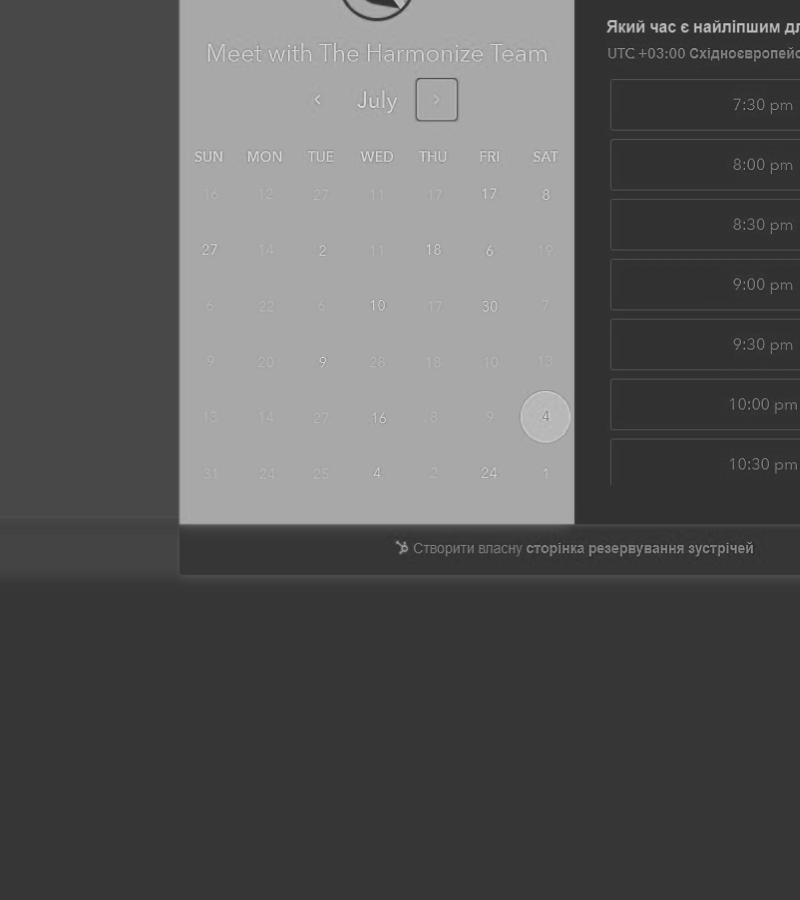 Meet with The Harmonize Team
July
SUN MON TUE WED THU FRI SAT
16 12 27 11 17 17 8
27 14 2 11 18 6 19
6 22 6 10 17 30 7
9 20 9 28 18 10 13
13 14 27 16 8 9 4
31 24 25 4 2 24 1
Який час є найліпшим дл
UTC +03:00 Східноєвропейс
7:30 pm
8:00 pm
8:30 pm
9:00 pm
9:30 pm
10:00 pm
10:30 pm
Створити власну сторінка резервування зустрічей